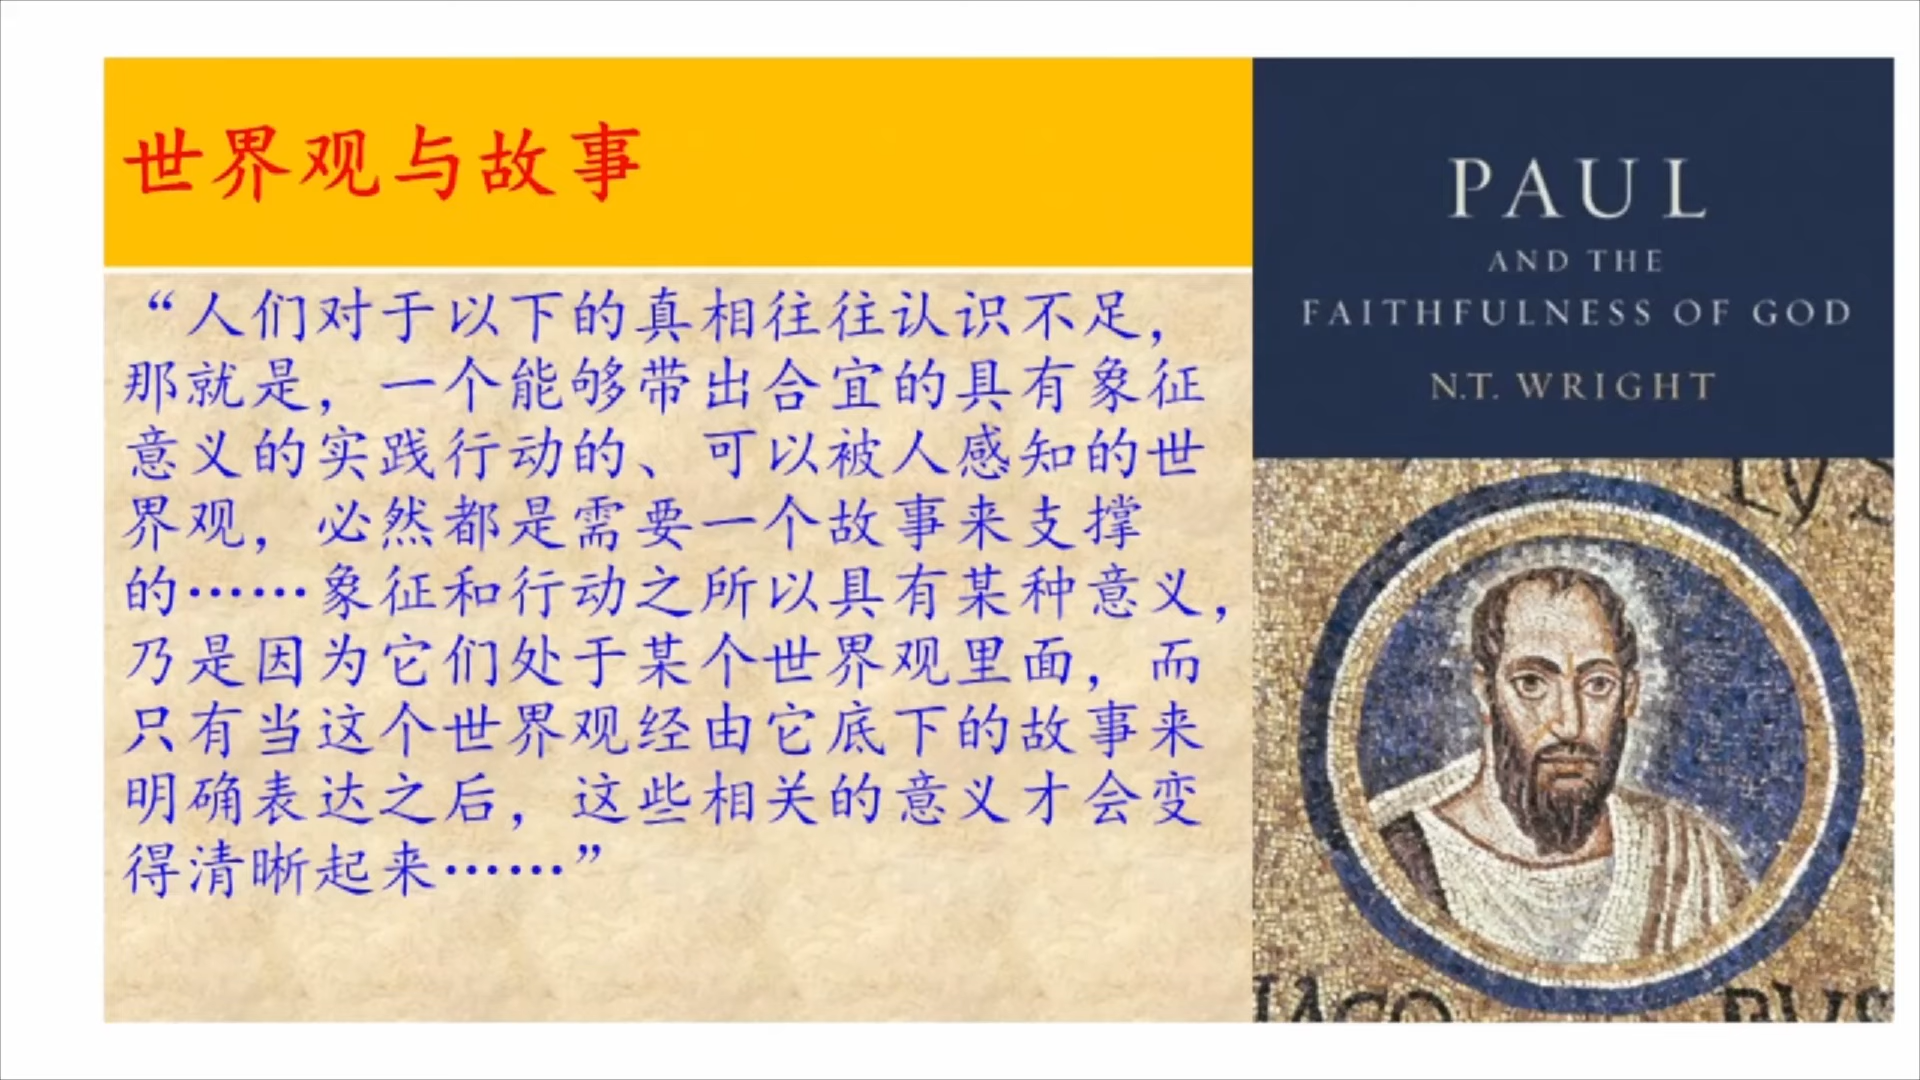 世界观与故事
“人们对于以下的真相往往认识不足，
那就是，一个能够带出合宜的具有象征
意义的实践行动的、可以被人感知的世
界观，必然都是需要一个故事来支撑
的……象征和行动之所以具有某种意义，
乃是因为它们处于某个世界观里面，而
只有当这个世界观经由它底下的故事来
明确表达之后，这些相关的意义才会变
得清晰起来……”
PAUL
AND THE
FAITHFULNESS OF GOD
N.T. WRIGHT